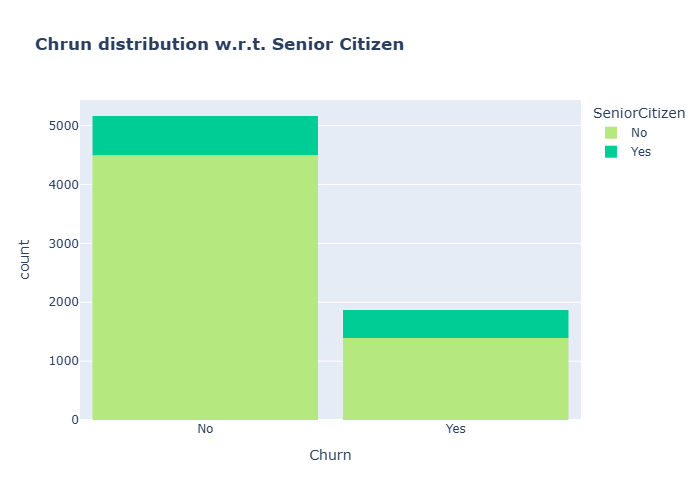 Chrun distribution w.r.t. Senior Citizen
SeniorCitizen
No
Yes
5000
4000
3000
2000
1000
0
count
No
Yes
Churn